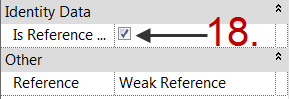 Identity Data
Is Reference ... 18.
Other
Reference Weak Reference